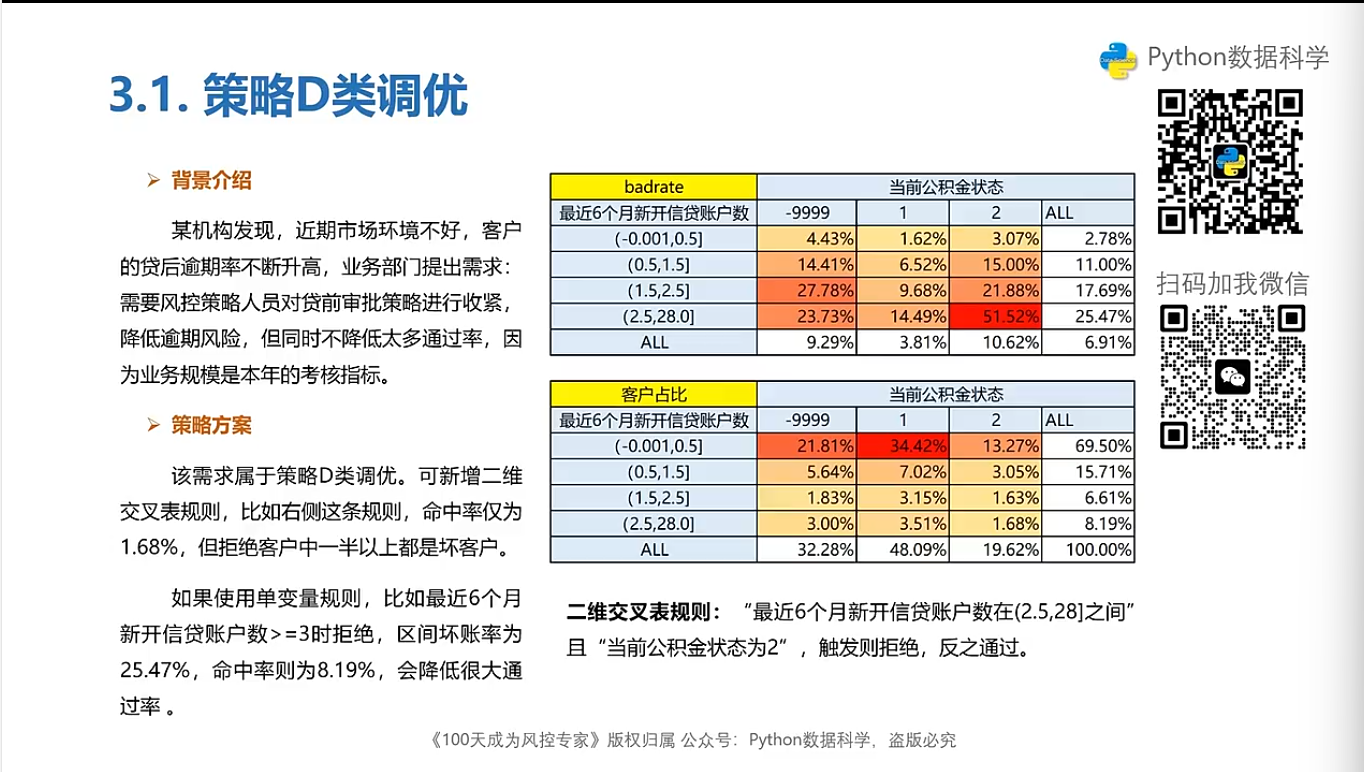 Python数据科学
3.1. 策略D类调优
背景介绍
某机构发现，近期市场环境不好，客户
的贷后逾期率不断升高，业务部门提出需求：
需要风控策略人员对贷前审批策略进行收紧，
降低逾期风险，但同时不降低太多通过率，因
为业务规模是本年的考核指标。
策略方案
该需求属于策略D类调优。可新增二维
交叉表规则，比如右侧这条规则，命中率仅为
1.68%，但拒绝客户中一半以上都是坏客户。
如果使用单变量规则，比如最近6个月
新开信贷账户数>=3时拒绝，区间坏账率为
25.47%，命中率则为8.19%，会降低很大通
过率 。
badrate 当前公积金状态
最近6个月新开信贷账户数 -9999 1 2 ALL
(-0.001,0.5] 4.43% 1.62% 3.07% 2.78%
(0.5,1.5] 14.41% 6.52% 15.00% 11.00%
(1.5,2.5] 27.78% 9.68% 21.88% 17.69%
(2.5,28.0] 23.73% 14.49% 51.52% 25.47%
ALL 9.29% 3.81% 10.62% 6.91%
客户占比 当前公积金状态
最近6个月新开信贷账户数 -9999 1 2 ALL
(-0.001,0.5] 21.81% 34.42% 13.27% 69.50%
(0.5,1.5] 5.64% 7.02% 3.05% 15.71%
(1.5,2.5] 1.83% 3.15% 1.63% 6.61%
(2.5,28.0] 3.00% 3.51% 1.68% 8.19%
ALL 32.28% 48.09% 19.62% 100.00%
二维交叉表规则：“最近6个月新开信贷账户数在(2.5,28]之间”
且“当前公积金状态为2”，触发则拒绝，反之通过。
扫码加我微信
《100天成为风控专家》版权归属 公众号：Python数据科学，盗版必究